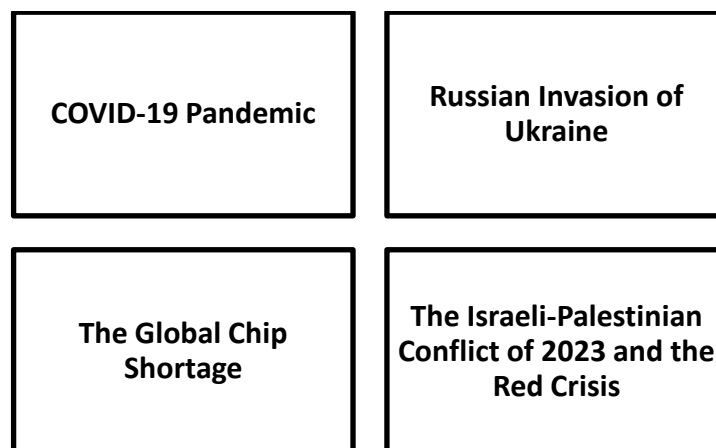 COVID-19 Pandemic
Russian Invasion of
Ukraine
The Global Chip
Shortage
The Israeli-Palestinian
Conflict of 2023 and the
Red Crisis